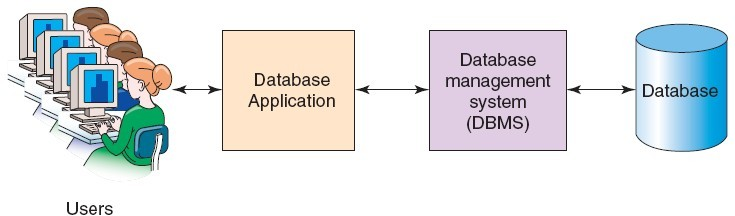 Database
Application
Database
management
system
(DBMS)
Database
Users